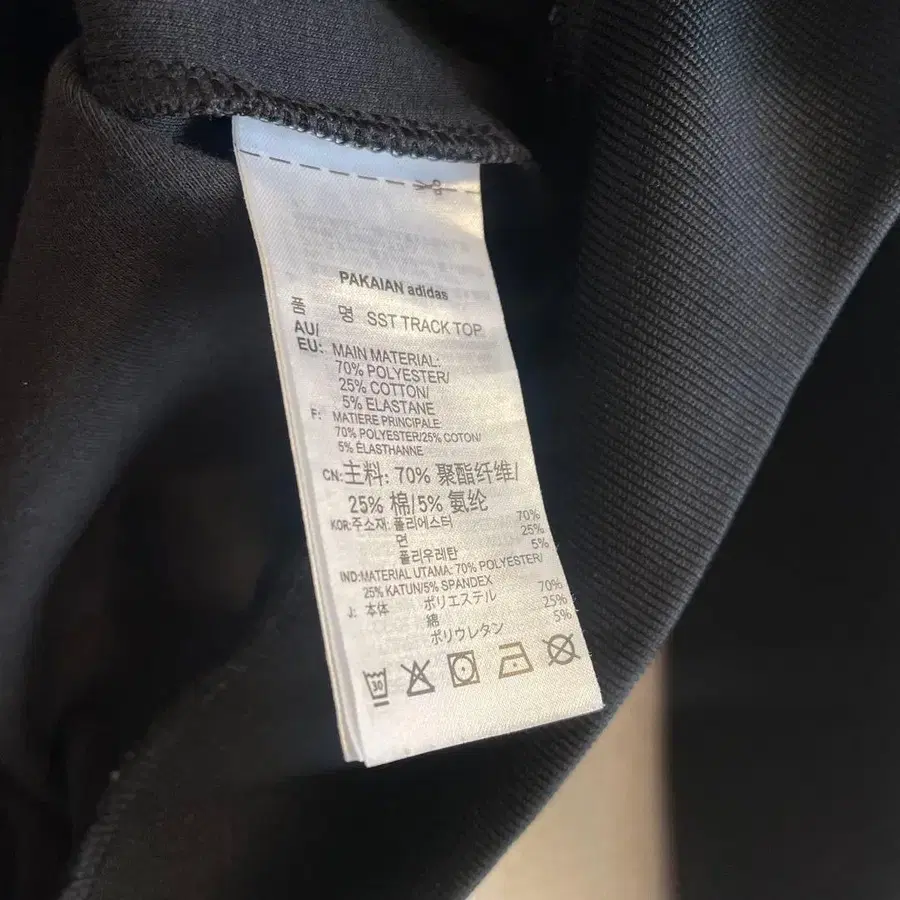 PAKAIAN adidas
품 명 SST TRACK TOP
AU/
EU: MAIN MATERIAL:
70% POLYESTER/
25% COTTON/
5% ELASTANE
F: MATIERE PRINCIPALE:
70% POLYESTER/25% COTON/
5% ÉLASTHANNE
CN:主料: 70% 聚酯纤维/
25% 棉/5% 氨纶
KOR:주소재: 폴리에스터 70%
면 25%
폴리우레탄 5%
IND:MATERIAL UTAMA: 70% POLYESTER/
25% KATUN/5% SPANDEX
J: 本体 ポリエステル 70%
綿 25%
ポリウレタン 5%
30